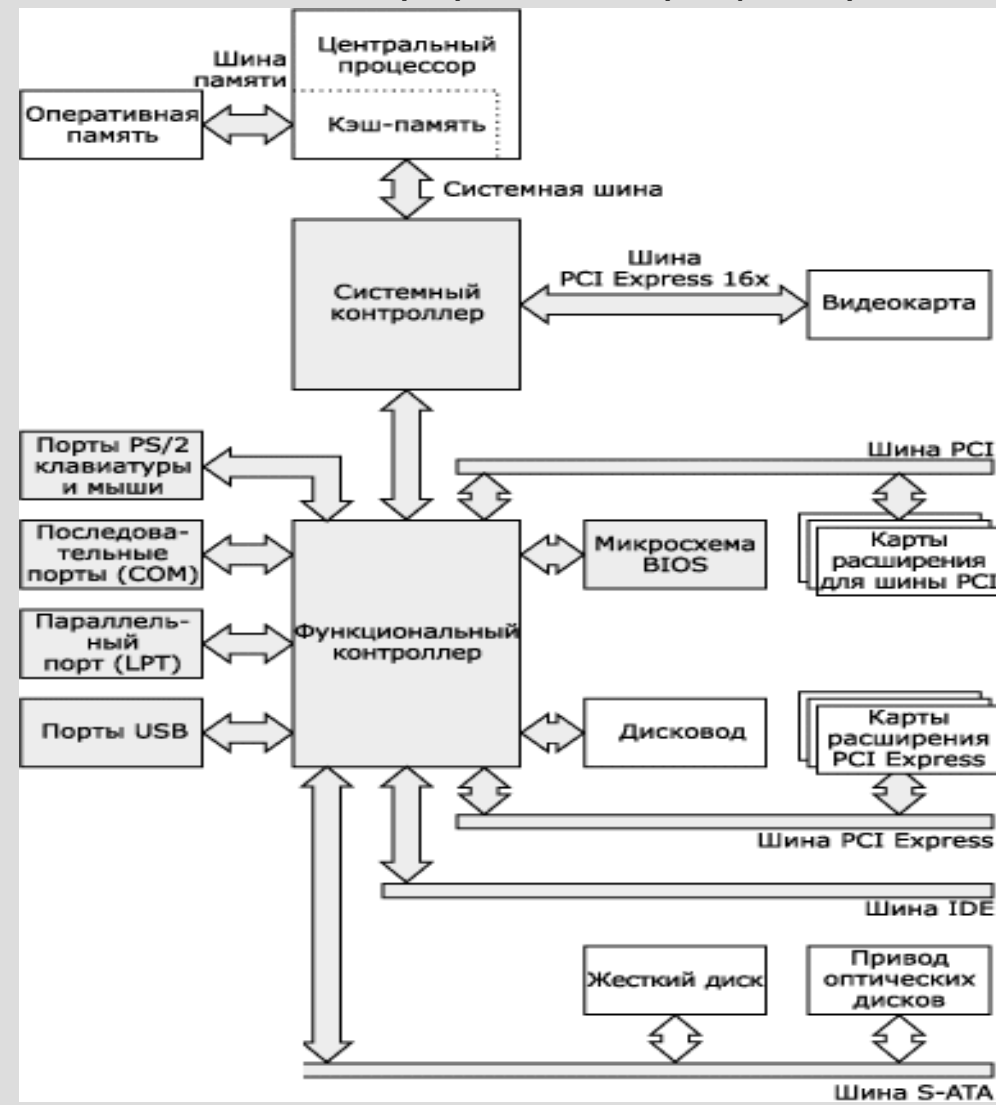 Центральный
процессор
Шина
памяти
Оперативная
память
Кэш-память
Системная шина
Системный
контроллер
Шина
PCI Express 16x
Видеокарта
Порты PS/2
клавиатуры
и мыши
Шина PCI
Последова-
тельные
порты (COM)
Микросхема
BIOS
Карты
расширения
для шины PCI
Параллель-
ный
порт (LPT)
Функциональный
контроллер
Порты USB
Дисковод
Карты
расширения
PCI Express
Шина PCI Express
Шина IDE
Жесткий диск
Привод
оптических
дисков
Шина S-ATA